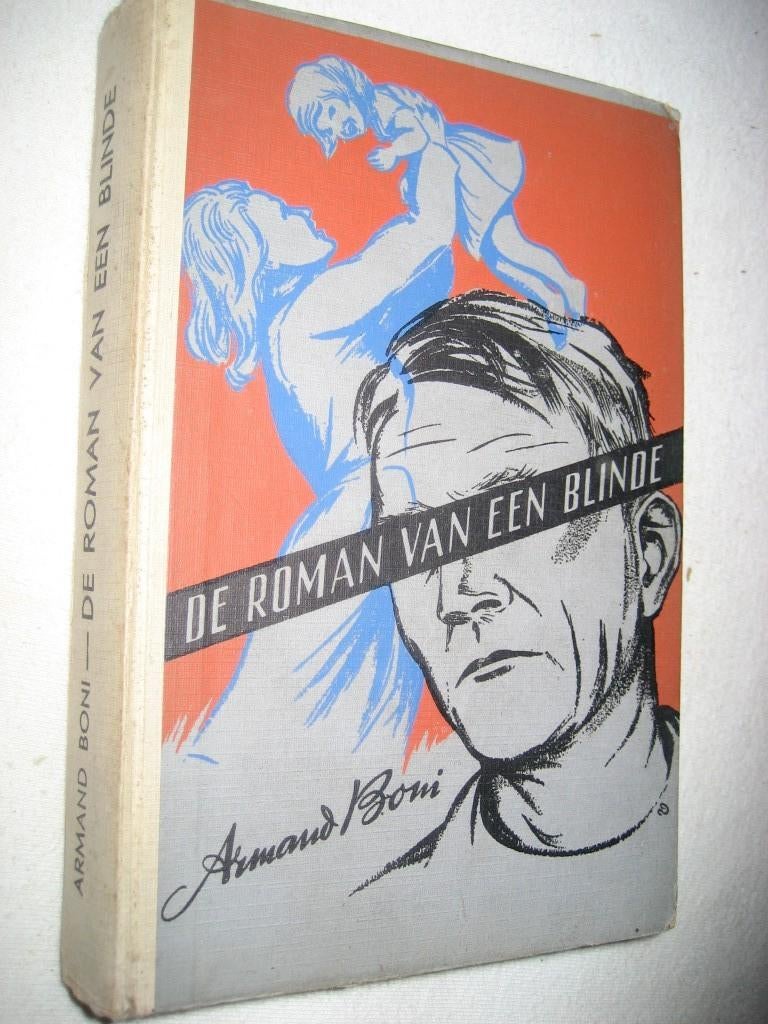 ARMAND BONI — DE ROMAN VAN EEN BLINDE
DE ROMAN VAN EEN BLINDE
Armand Boni